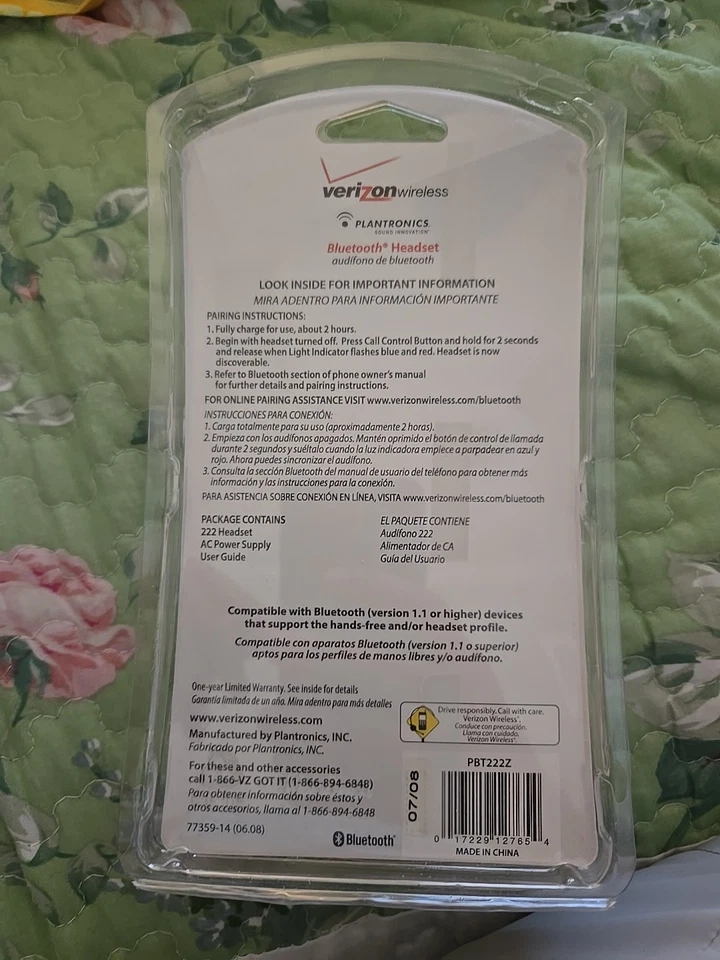 verizonwireless
PLANTRONICS
SOUND INNOVATION™
Bluetooth® Headset
audífono de bluetooth
LOOK INSIDE FOR IMPORTANT INFORMATION
MIRA ADENTRO PARA INFORMACIÓN IMPORTANTE
PAIRING INSTRUCTIONS:
1. Fully charge for use, about 2 hours.
2. Begin with headset turned off. Press Call Control Button and hold for 2 seconds
and release when Light Indicator flashes blue and red. Headset is now
discoverable.
3. Refer to Bluetooth section of phone owner's manual
for further details and pairing instructions.
FOR ONLINE PAIRING ASSISTANCE VISIT www.verizonwireless.com/bluetooth
INSTRUCCIONES PARA CONEXIÓN:
1. Carga totalmente para su uso (aproximadamente 2 horas).
2. Empieza con los audífonos apagados. Mantén oprimido el botón de control de llamada
durante 2 segundos y suéltalo cuando la luz indicadora empiece a parpadear en azul y
rojo. Ahora puedes sincronizar el audífono.
3. Consulta la sección Bluetooth del manual de usuario del teléfono para obtener más
información y las instrucciones para la conexión.
PARA ASISTENCIA SOBRE CONEXIÓN EN LÍNEA, VISITA www.verizonwireless.com/bluetooth
PACKAGE CONTAINS
222 Headset
AC Power Supply
User Guide
EL PAQUETE CONTIENE
Audífono 222
Alimentador de CA
Guía del Usuario
Compatible with Bluetooth (version 1.1 or higher) devices
that support the hands-free and/or headset profile.
Compatible con aparatos Bluetooth (version 1.1 o superior)
aptos para los perfiles de manos libres y/o audífono.
One-year Limited Warranty. See inside for details
Garantía limitada de un año. Mira adentro para más detalles
www.verizonwireless.com
Manufactured by Plantronics, INC.
Fabricado por Plantronics, INC.
Drive responsibly. Call with care.
Verizon Wireless®.
Conduce con precaución.
Llama con cuidado.
Verizon Wireless®.
For these and other accessories
call 1-866-VZ GOT IT (1-866-894-6848)
Para obtener información sobre éstos y
otros accesorios, llama al 1-866-894-6848
77359-14 (06.08)
Bluetooth®
07/08
PBT222Z
0 17229 12765 4
MADE IN CHINA